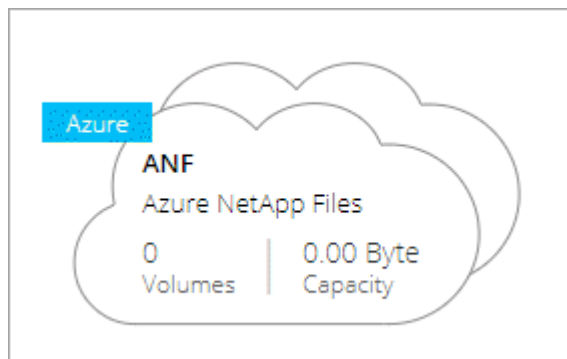 Azure
ANF
Azure NetApp Files
0 0.00 Byte
Volumes Capacity